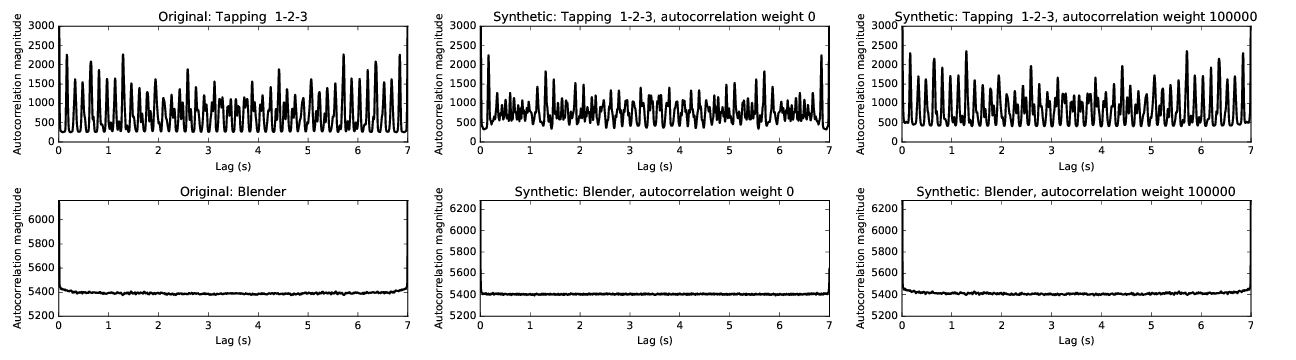 Original: Tapping  1-2-3
Autocorrelation magnitude
3000
2500
2000
1500
1000
500
0
0 1 2 3 4 5 6 7
Lag (s)
Synthetic: Tapping  1-2-3, autocorrelation weight 0
Autocorrelation magnitude
3000
2500
2000
1500
1000
500
0
0 1 2 3 4 5 6 7
Lag (s)
Synthetic: Tapping  1-2-3, autocorrelation weight 100000
Autocorrelation magnitude
3000
2500
2000
1500
1000
500
0
0 1 2 3 4 5 6 7
Lag (s)
Original: Blender
Autocorrelation magnitude
6000
5800
5600
5400
5200
0 1 2 3 4 5 6 7
Lag (s)
Synthetic: Blender, autocorrelation weight 0
Autocorrelation magnitude
6200
6000
5800
5600
5400
5200
0 1 2 3 4 5 6 7
Lag (s)
Synthetic: Blender, autocorrelation weight 100000
Autocorrelation magnitude
6200
6000
5800
5600
5400
5200
0 1 2 3 4 5 6 7
Lag (s)